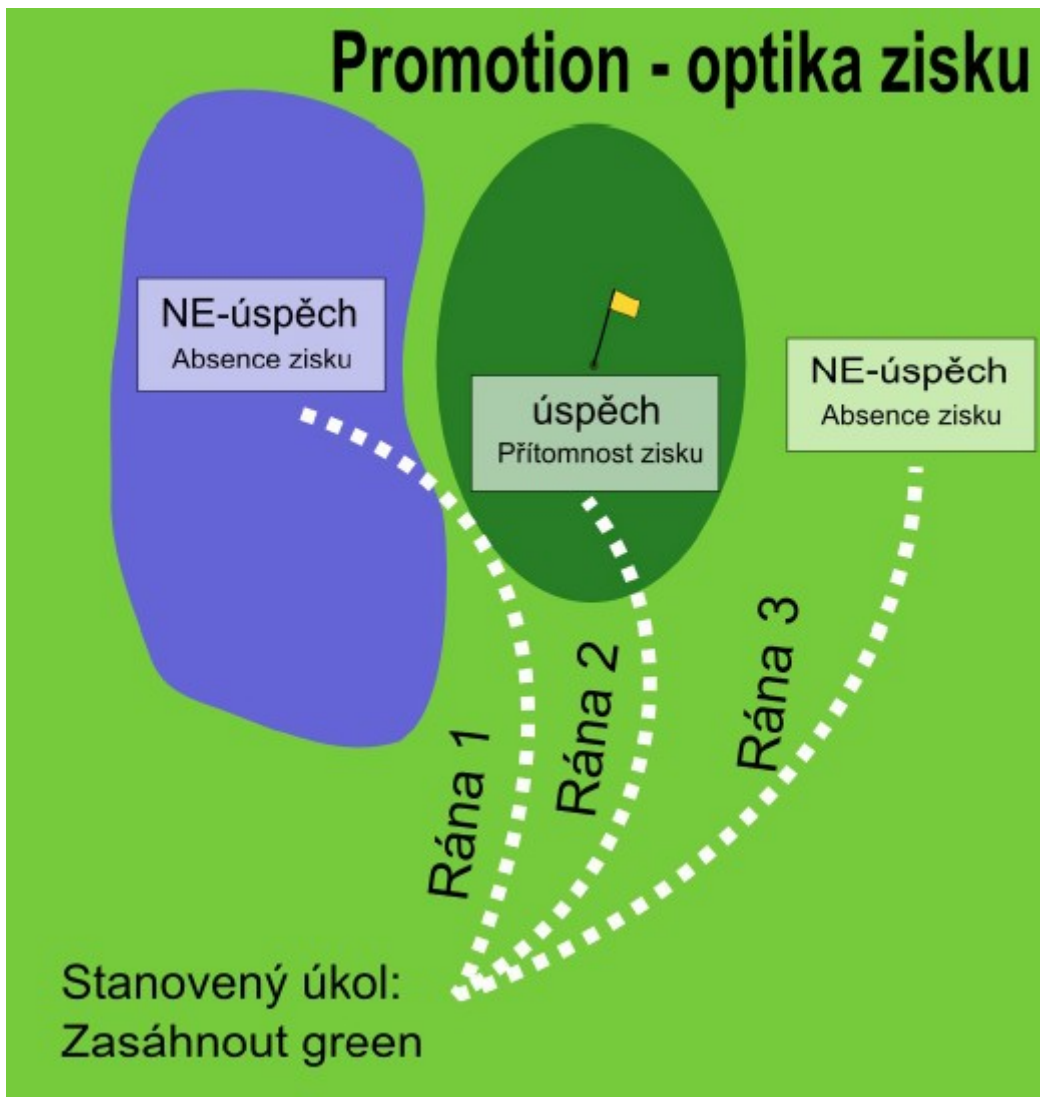 Promotion - optika zisku
NE-úspěch
Absence zisku
úspěch
Přítomnost zisku
NE-úspěch
Absence zisku
Rána 1
Rána 2
Rána 3
Stanovený úkol:
Zasáhnout green